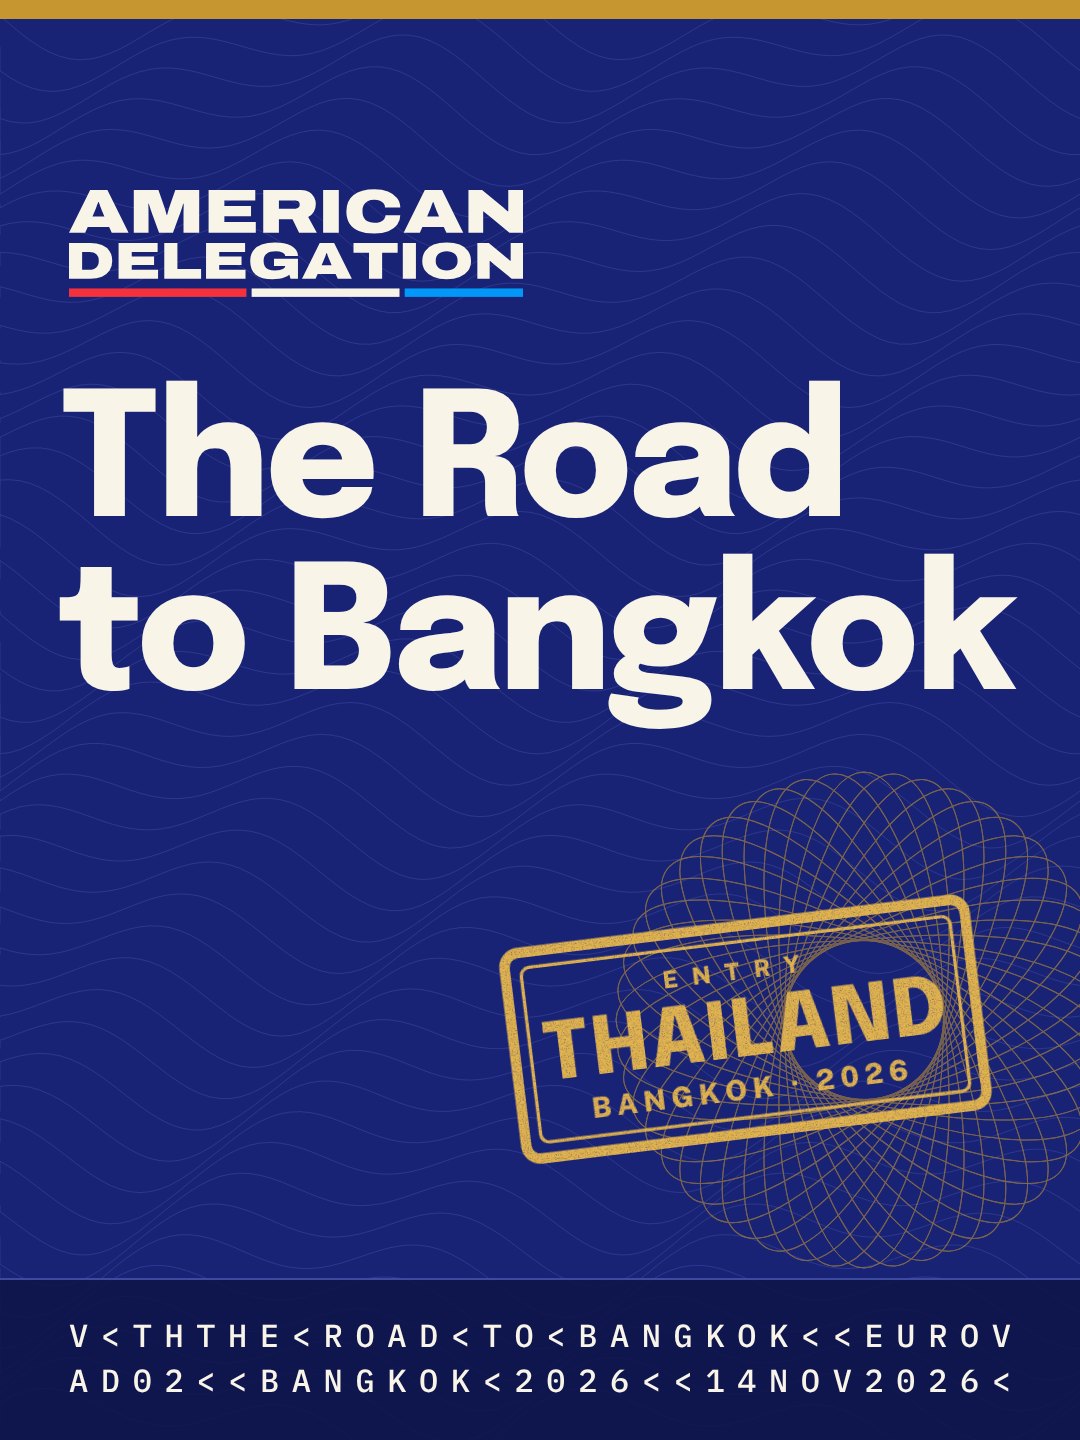 AMERICAN
DELEGATION
The Road
to Bangkok
ENTRY
THAILAND
BANGKOK · 2026
V<THTHE<ROAD<TO<BANGKOK<<EUROV
AD02<<BANGKOK<2026<<14NOV2026<